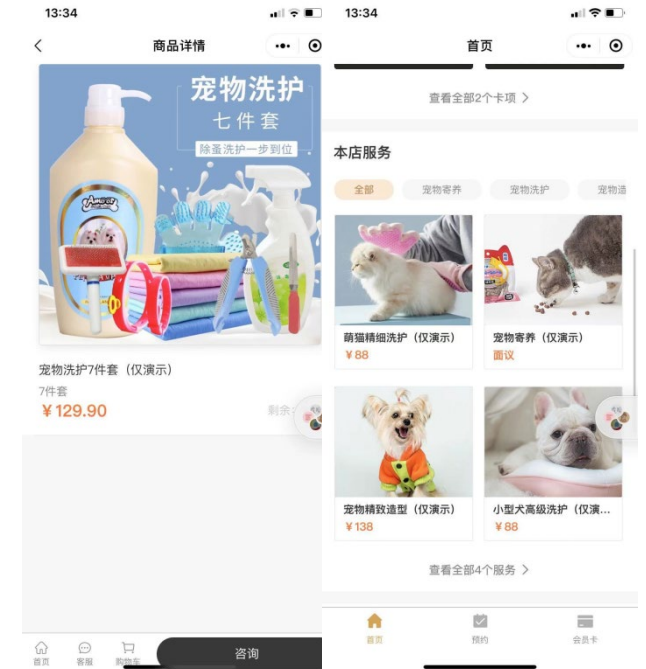 13:34
商品详情
宠物洗护
七件套
除蚤洗护一步到位
宠物洗护7件套（仅演示）
7件套
￥129.90
剩余
首页
客服
购物车
咨询
13:34
首页
查看全部2个卡项 >
本店服务
全部
宠物寄养
宠物洗护
宠物造
萌猫精细洗护（仅演示）
￥88
宠物寄养（仅演示）
面议
宠物精致造型（仅演示）
￥138
小型犬高级洗护（仅演...
￥88
查看全部4个服务 >
首页
预约
会员卡